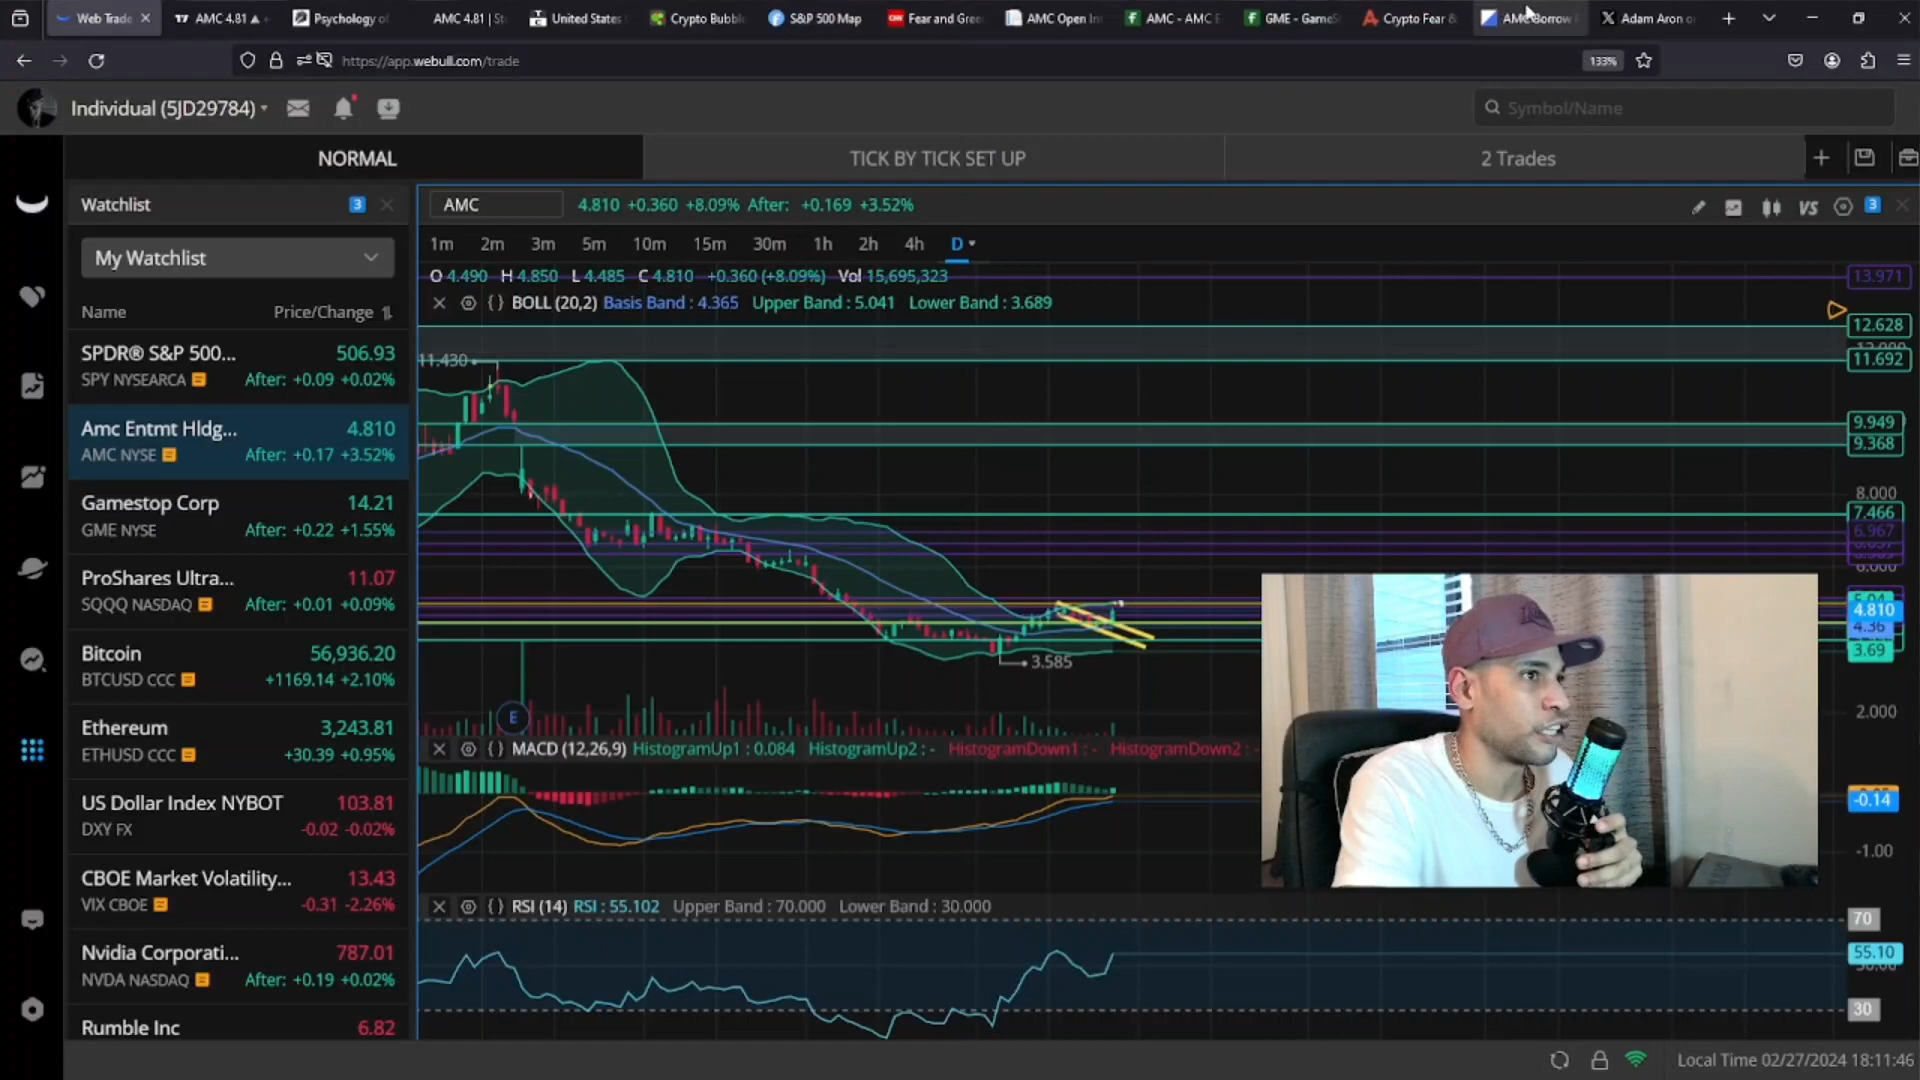 Web Trade
AMC 4.81
Psychology o
AMC 4.81 | St
United States
Crypto Bubbl
S&P 500 Map
Fear and Gree
AMC Open In
AMC - AMC E
GME - GameS
Crypto Fear &
AMC Borrow
Adam Aron o
https://app.webull.com/trade
133%
Individual (5JD29784)
Symbol/Name
NORMAL
TICK BY TICK SET UP
2 Trades
Watchlist
3
AMC
4.810 +0.360 +8.09% After: +0.169 +3.52%
VS
3
My Watchlist
1m 2m 3m 5m 10m 15m 30m 1h 2h 4h D
O 4.490 H 4.850 L 4.485 C 4.810 +0.360 (+8.09%) Vol 15,695,323
BOLL (20,2) Basis Band : 4.365 Upper Band : 5.041 Lower Band : 3.689
Name
Price/Change
SPDR® S&P 500... 506.93
SPY NYSEARCA After: +0.09 +0.02%
Amc Entmt Hldg... 4.810
AMC NYSE After: +0.17 +3.52%
Gamestop Corp 14.21
GME NYSE After: +0.22 +1.55%
ProShares Ultra... 11.07
SQQQ NASDAQ After: +0.01 +0.09%
Bitcoin 56,936.20
BTCUSD CCC +1169.14 +2.10%
Ethereum 3,243.81
ETHUSD CCC +30.39 +0.95%
US Dollar Index NYBOT 103.81
DXY FX -0.02 -0.02%
CBOE Market Volatility... 13.43
VIX CBOE -0.31 -2.26%
Nvidia Corporati... 787.01
NVDA NASDAQ After: +0.19 +0.02%
Rumble Inc 6.82
11.430
3.585
E
13.971
12.628
11.692
9.949
9.368
8.000
7.466
6.967
4.810
4.36
3.69
2.000
MACD (12,26,9) HistogramUp1 : 0.084 HistogramUp2 : - HistogramDown1 : - HistogramDown2 : -
-0.14
-1.00
RSI (14) RSI : 55.102 Upper Band : 70.000 Lower Band : 30.000
70
55.10
30
Local Time 02/27/2024 18:11:46